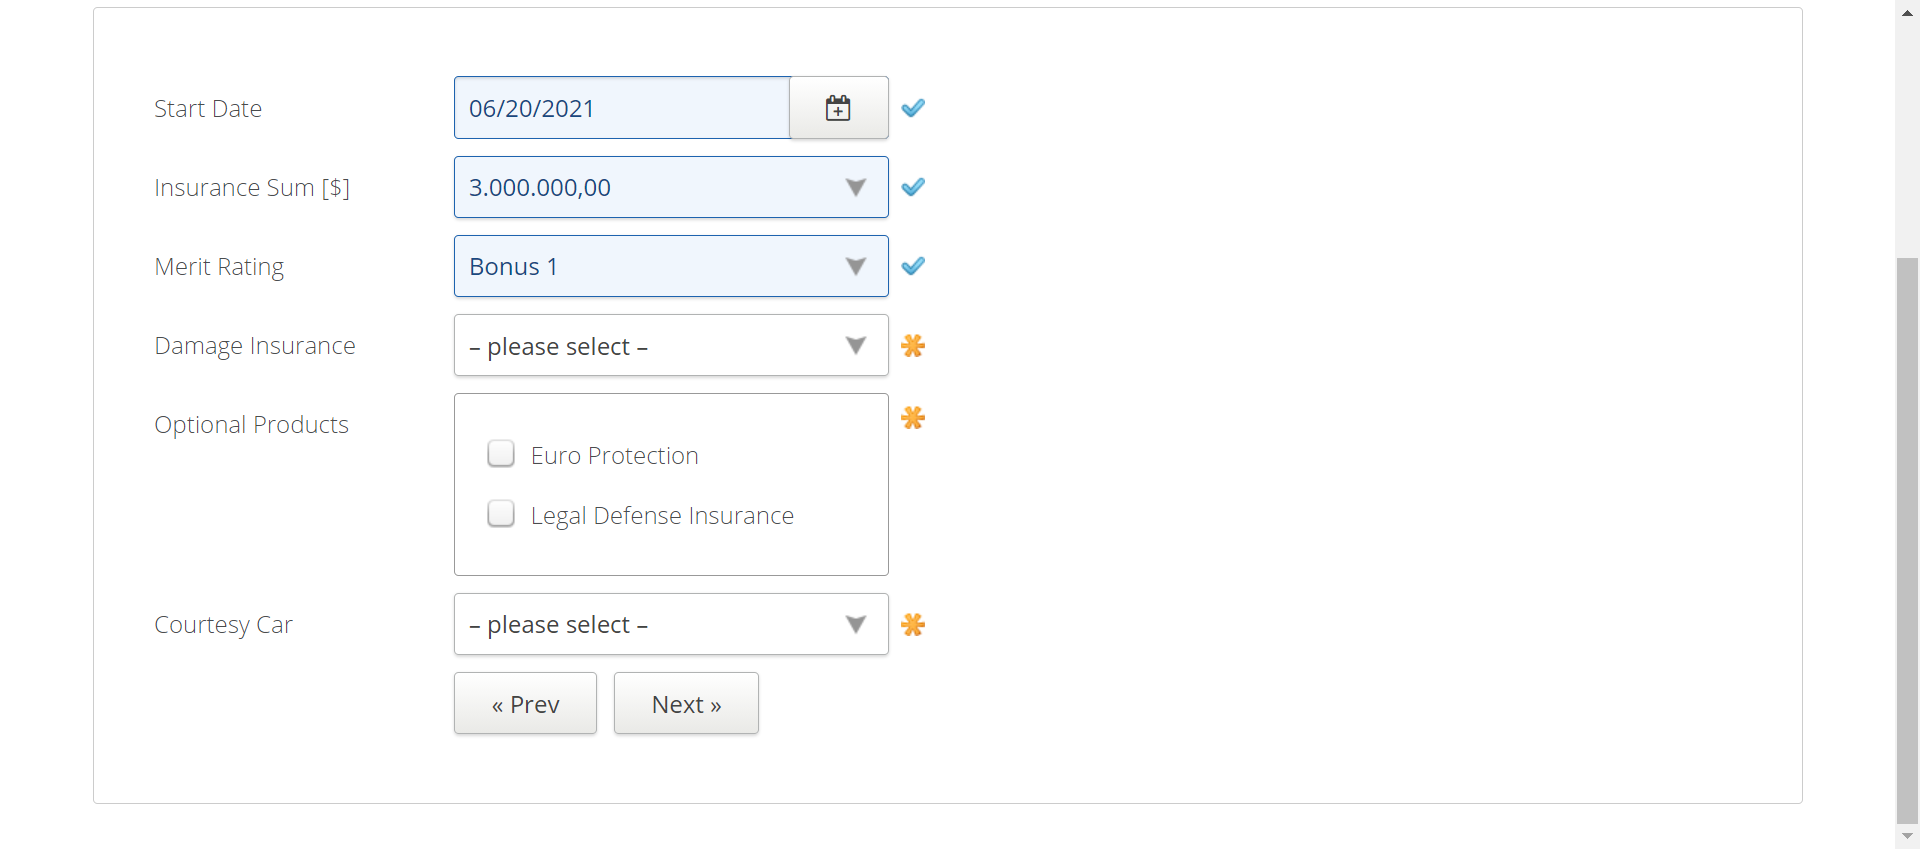 Start Date 06/20/2021
Insurance Sum [$] 3.000.000,00
Merit Rating Bonus 1
Damage Insurance – please select –
Optional Products
Euro Protection
Legal Defense Insurance
Courtesy Car – please select –
« Prev Next »